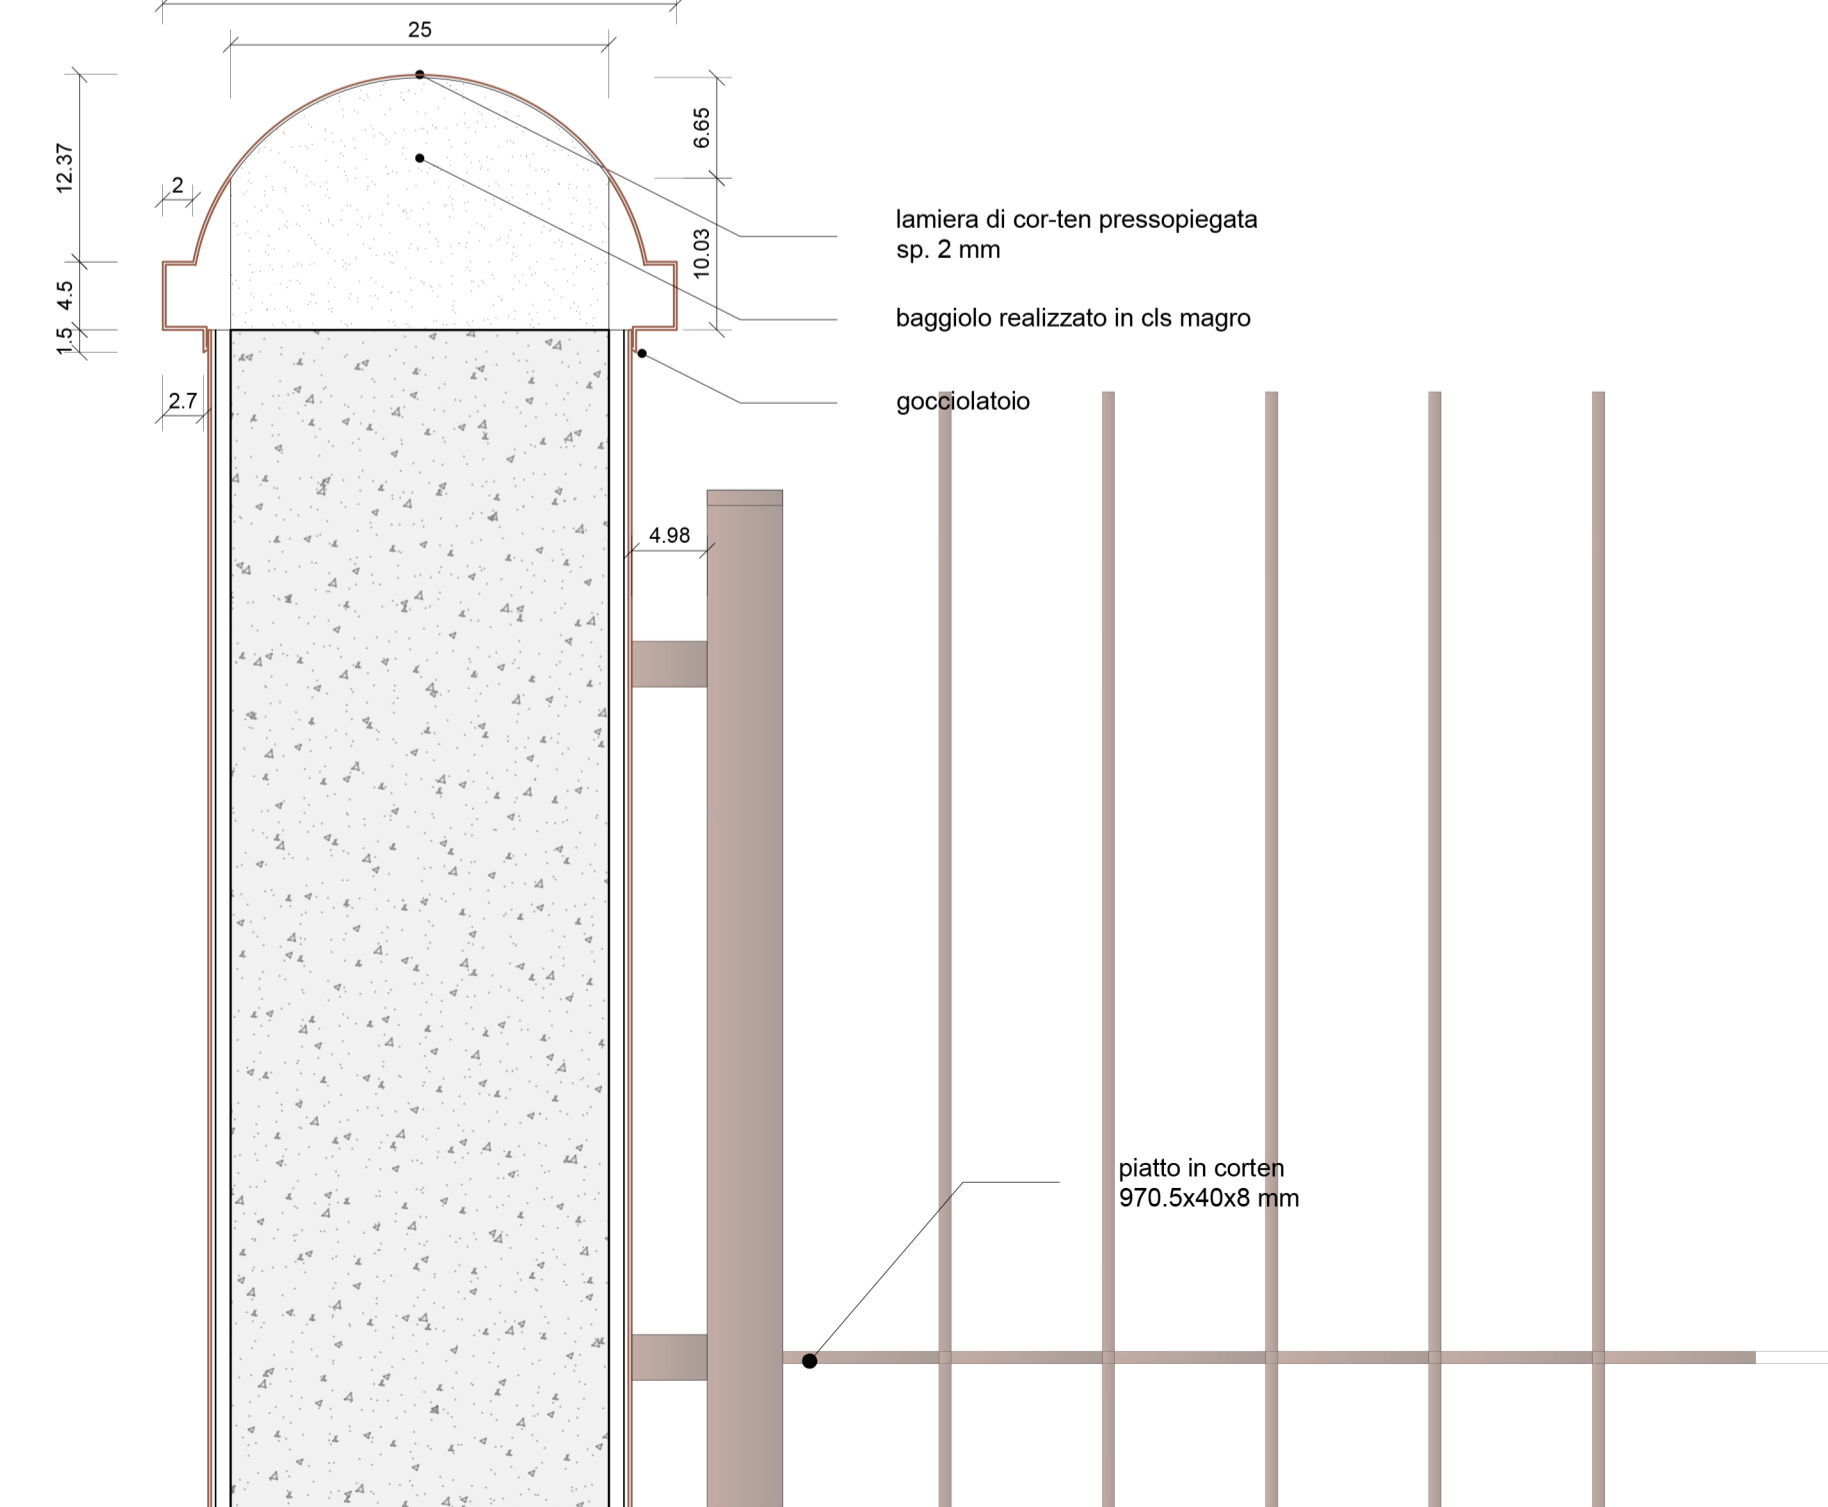 25
12.37
6.65
2
lamiera di cor-ten pressopiegata
sp. 2 mm
10.03
4.5
baggiolo realizzato in cls magro
1.5
2.7
gocciolatoio
4.98
piatto in corten
970.5x40x8 mm